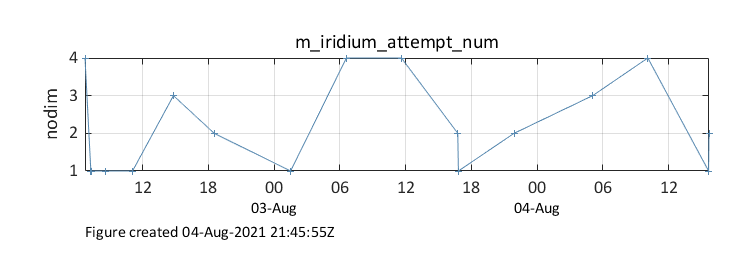 m_iridium_attempt_num
nodim
4
3
2
1
12 18 00 06 12 18 00 06 12
03-Aug 04-Aug
Figure created 04-Aug-2021 21:45:55Z